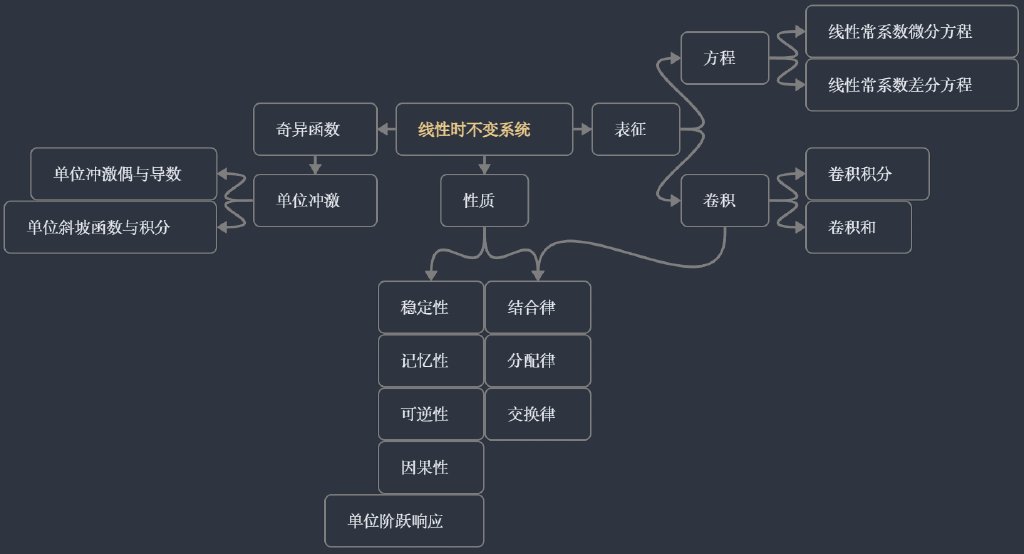 线性常系数微分方程
方程
线性常系数差分方程
奇异函数
线性时不变系统
表征
单位冲激偶与导数
单位冲激
性质
卷积
卷积积分
单位斜坡函数与积分
卷积和
稳定性
结合律
记忆性
分配律
可逆性
交换律
因果性
单位阶跃响应